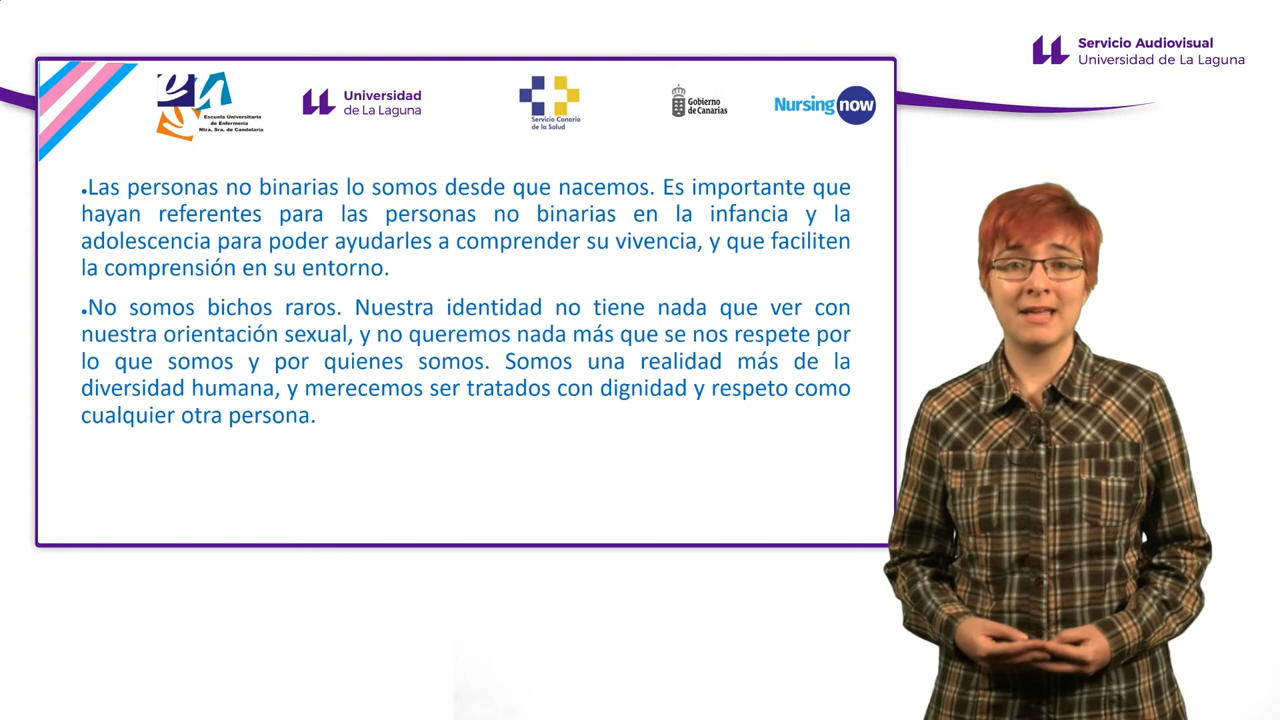 Servicio Audiovisual
Universidad de La Laguna
Escuela Universitaria
de Enfermería
Ntra. Sra. de Candelaria
Universidad
de La Laguna
Servicio Canario
de la Salud
Gobierno
de Canarias
Nursing now
•Las personas no binarias lo somos desde que nacemos. Es importante que
hayan referentes para las personas no binarias en la infancia y la
adolescencia para poder ayudarles a comprender su vivencia, y que faciliten
la comprensión en su entorno.
•No somos bichos raros. Nuestra identidad no tiene nada que ver con
nuestra orientación sexual, y no queremos nada más que se nos respete por
lo que somos y por quienes somos. Somos una realidad más de la
diversidad humana, y merecemos ser tratados con dignidad y respeto como
cualquier otra persona.